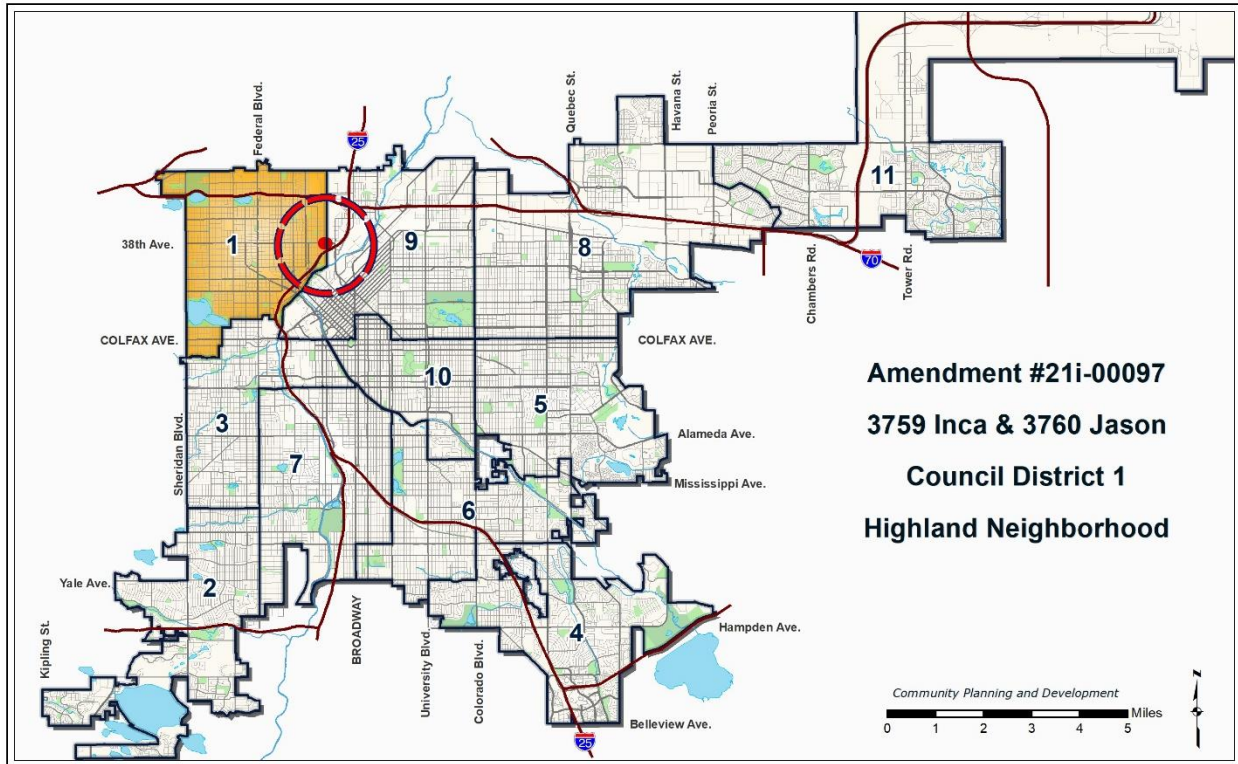 Federal Blvd.
25
Quebec St.
Havana St.
Peoria St.
38th Ave.
1
9
8
11
Chambers Rd.
70
Tower Rd.
COLFAX AVE.
COLFAX AVE.
Amendment #21i-00097
3759 Inca & 3760 Jason
Council District 1
Highland Neighborhood
10
5
3
Sheridan Blvd.
7
Alameda Ave.
Mississippi Ave.
6
Yale Ave.
2
Kipling St.
BROADWAY
University Blvd.
Colorado Blvd.
4
Hampden Ave.
Belleview Ave.
25
Community Planning and Development
0 1 2 3 4 5 Miles
Z